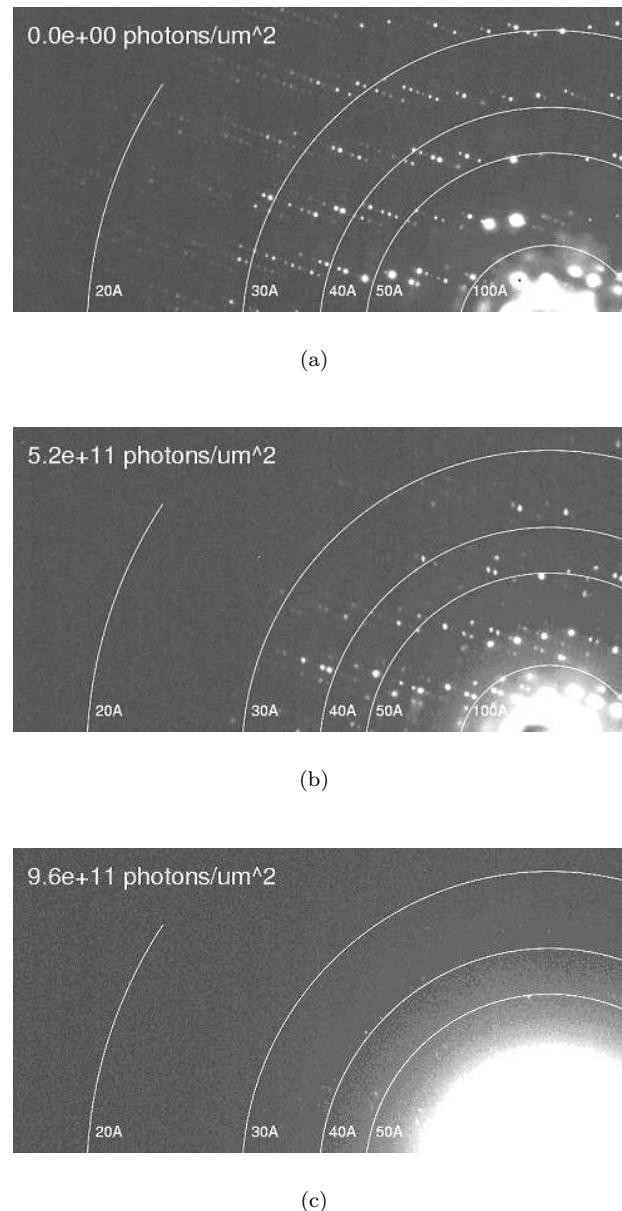 0.0e+00 photons/um^2
20A 30A 40A 50A 100A
(a)
5.2e+11 photons/um^2
20A 30A 40A 50A 100A
(b)
9.6e+11 photons/um^2
20A 30A 40A 50A
(c)